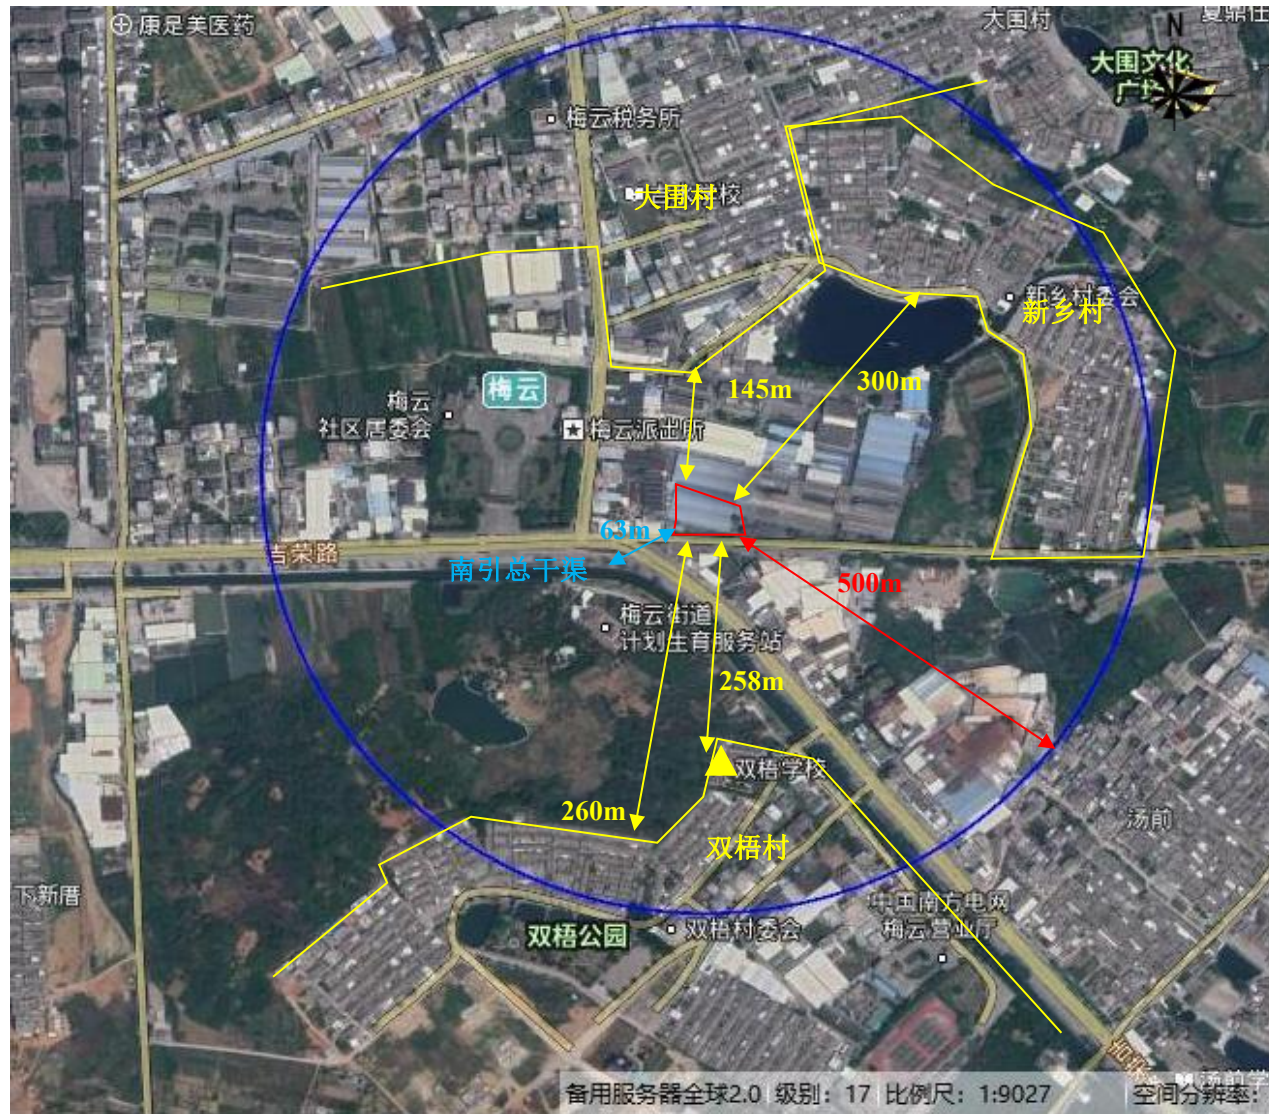 康足美医药
大围村
N
大围文化
广场
梅云税务所
大围村
学校
新乡村委会
新乡村
梅云
145m
300m
梅云
社区居委会
梅云派出所
63m
吉荣路
南引总干渠
500m
梅云街道
计划生育服务站
258m
双梧学校
260m
双梧村
汤前
下新厝
中国南方电网
梅云营业厅
双梧公园
双梧村委会
备用服务器全球2.0 级别：17 比例尺：1:9027 空间分辨率：
汤前学